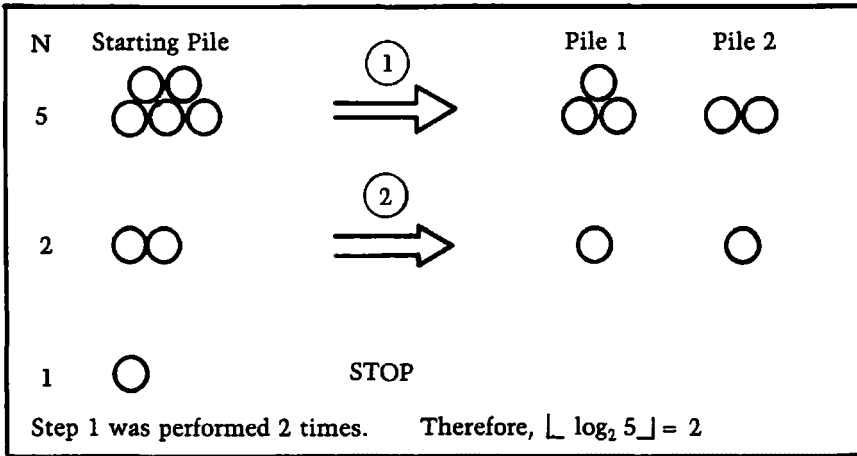 N Starting Pile Pile 1 Pile 2
1
5
2
2
1 STOP
Step 1 was performed 2 times. Therefore, ⌊ log₂ 5⌋ = 2